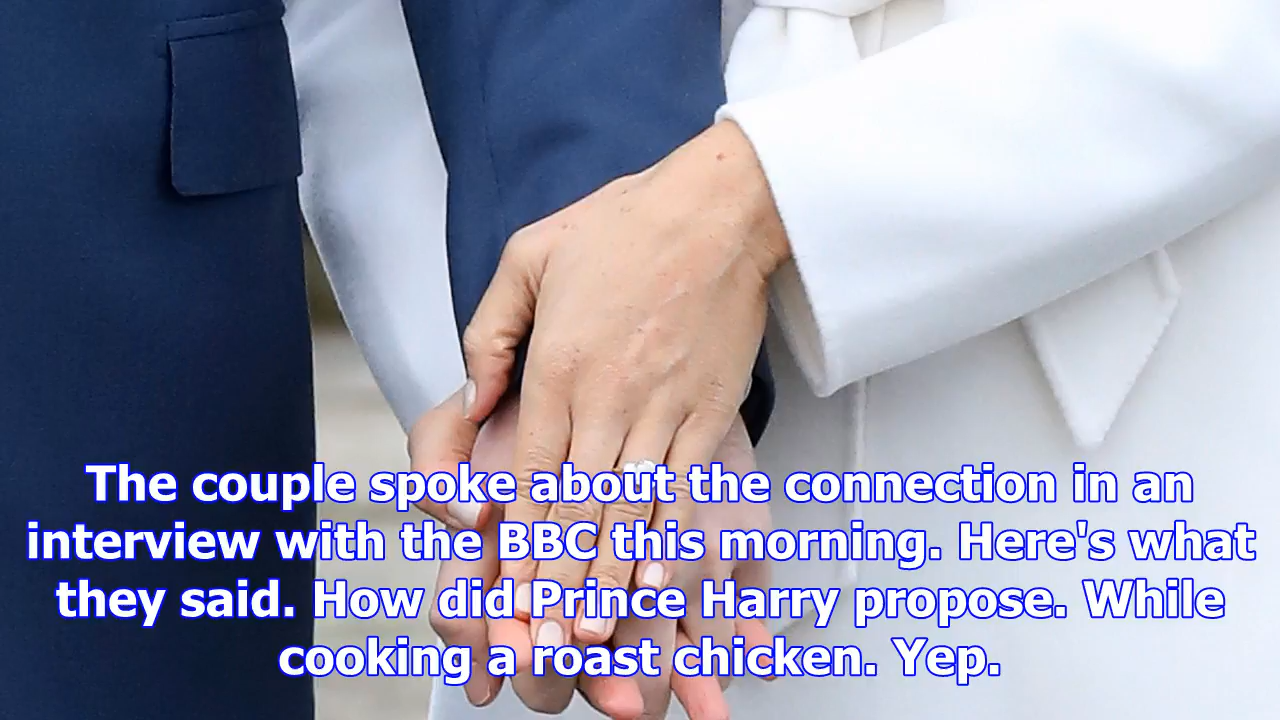 The couple spoke about the connection in an
interview with the BBC this morning. Here's what
they said. How did Prince Harry propose. While
cooking a roast chicken. Yep.